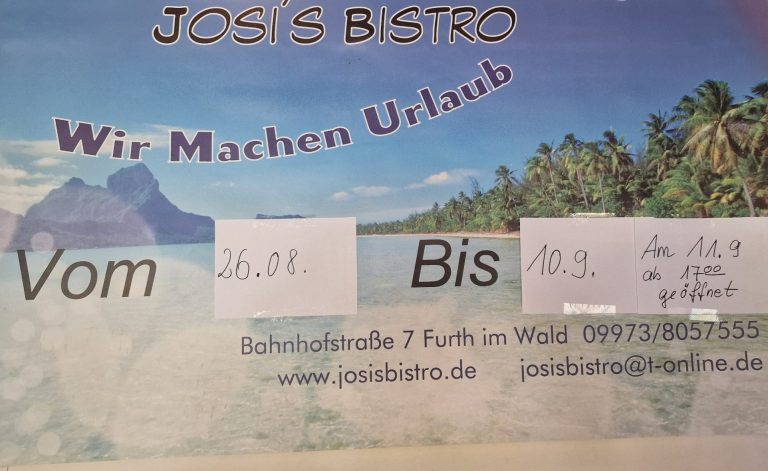 JOSI´S BISTRO
Wir Machen Urlaub
Vom 26.08. Bis 10.9.
Am 11.9
ab 17⁰⁰
geöffnet
Bahnhofstraße 7 Furth im Wald 09973/8057555
www.josisbistro.de josisbistro@t-online.de